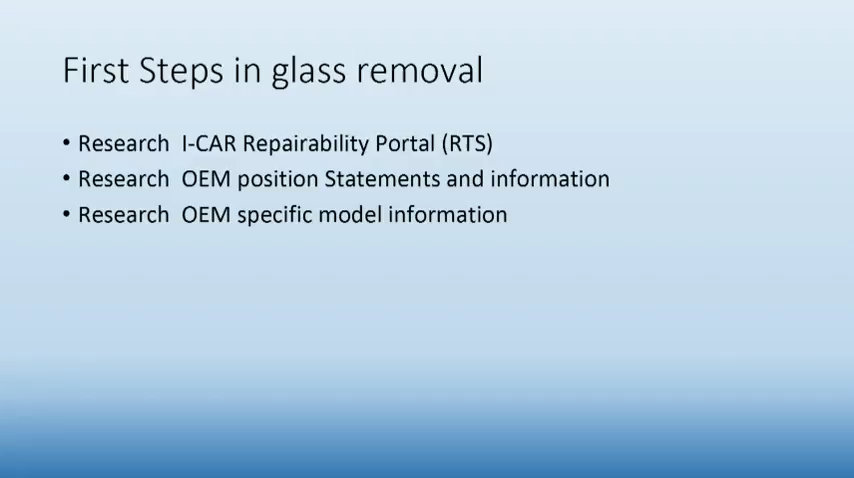 First Steps in glass removal
• Research  I-CAR Repairability Portal (RTS)
• Research  OEM position Statements and information
• Research  OEM specific model information